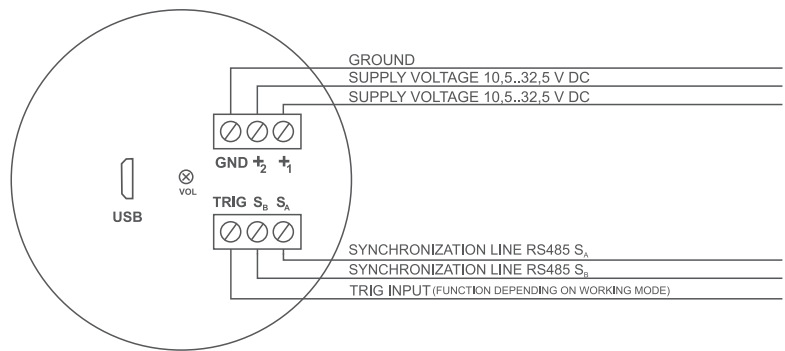 GROUND
SUPPLY VOLTAGE 10,5..32,5 V DC
SUPPLY VOLTAGE 10,5..32,5 V DC
GND +2 +1
VOL
USB
TRIG SB SA
SYNCHRONIZATION LINE RS485 SA
SYNCHRONIZATION LINE RS485 SB
TRIG INPUT (FUNCTION DEPENDING ON WORKING MODE)